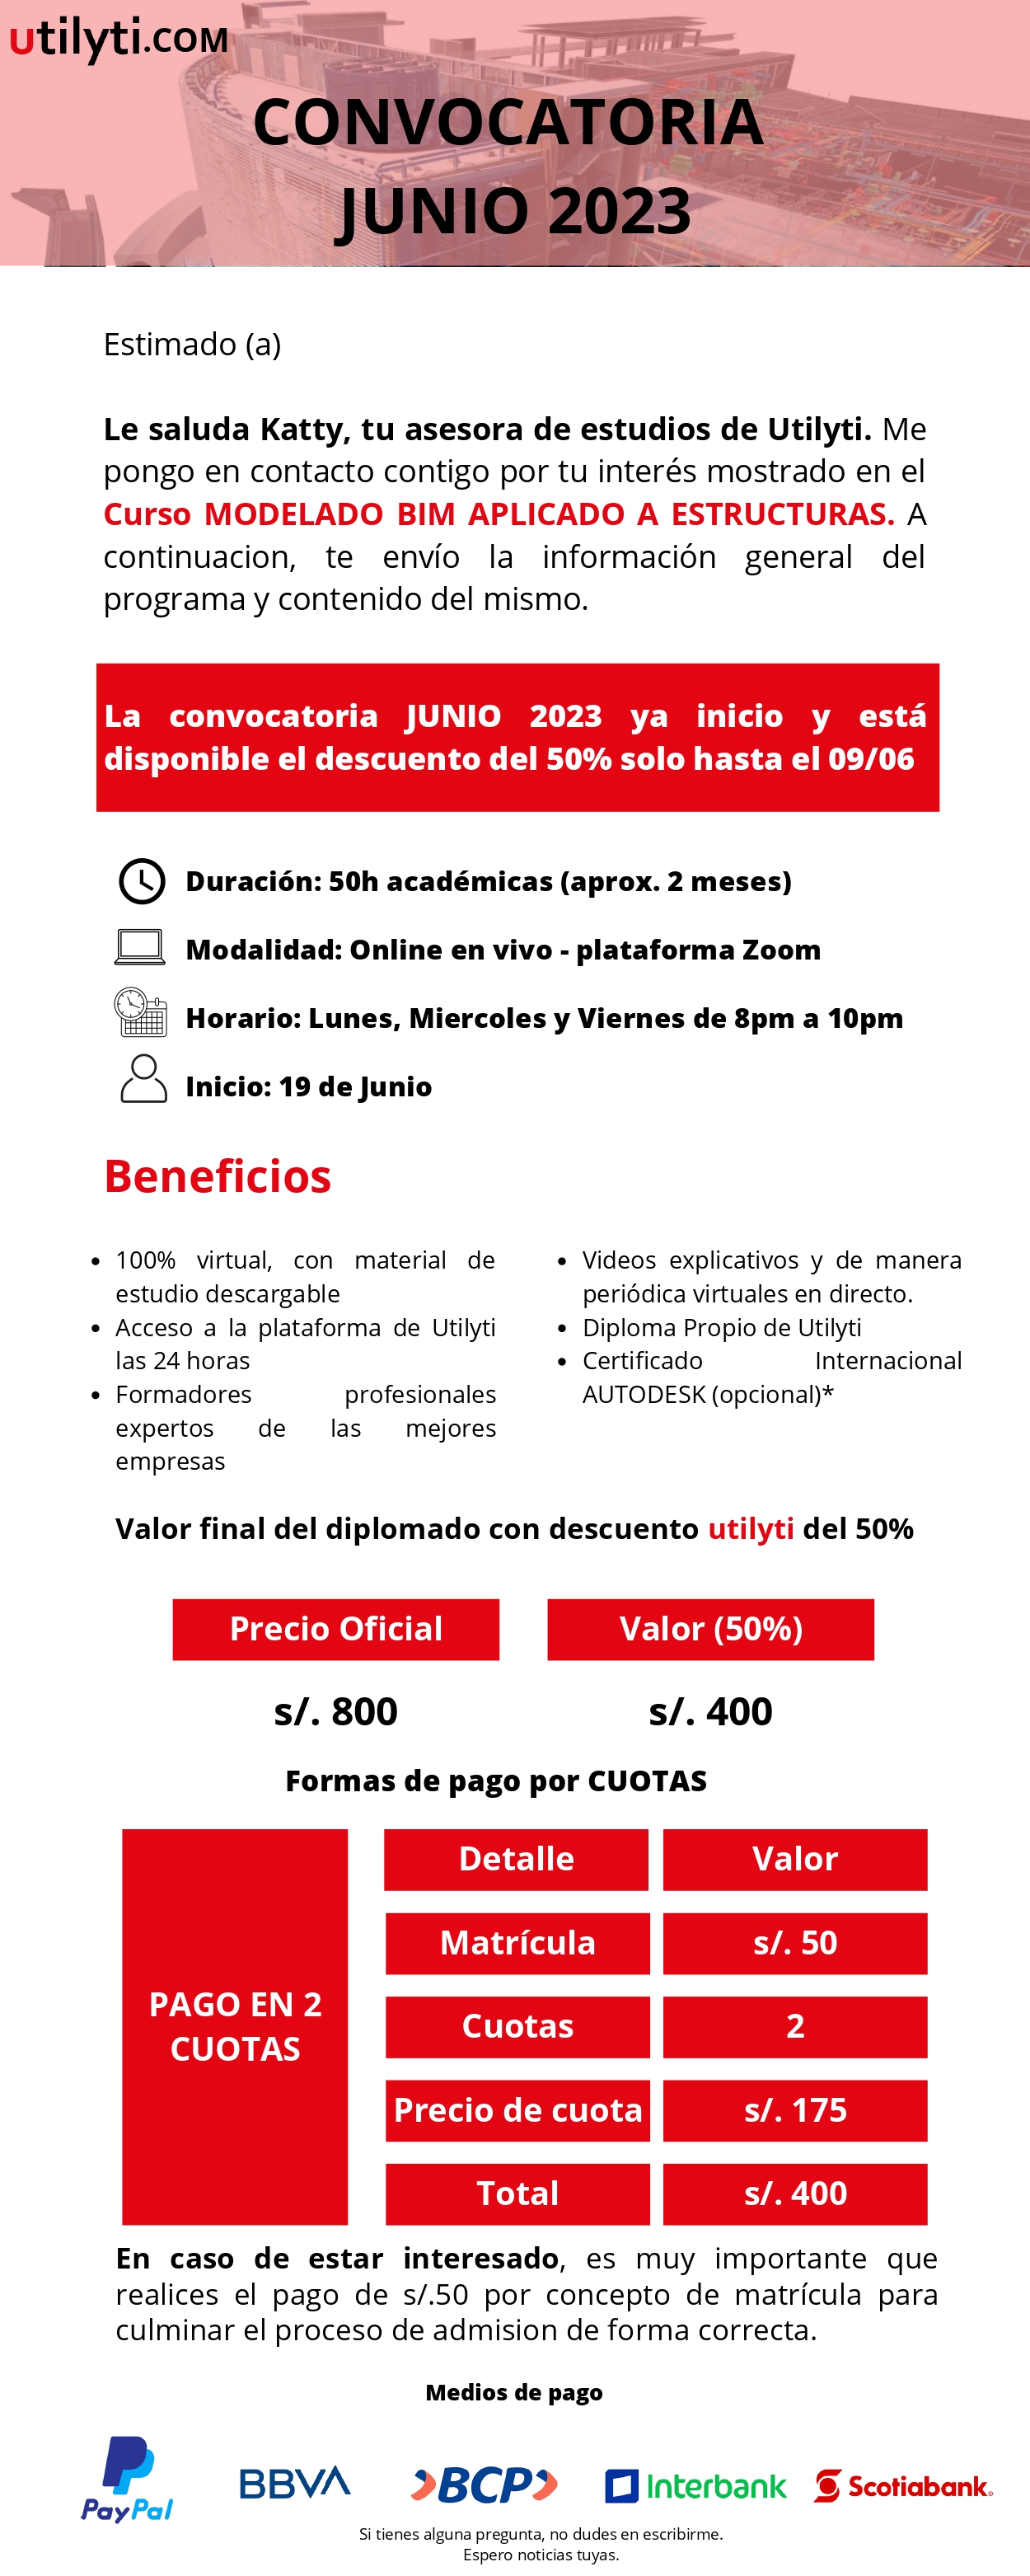 utilyti.COM
CONVOCATORIA
JUNIO 2023
Estimado (a)
Le saluda Katty, tu asesora de estudios de Utilyti. Me
pongo en contacto contigo por tu interés mostrado en el
Curso MODELADO BIM APLICADO A ESTRUCTURAS. A
continuacion, te envío la información general del
programa y contenido del mismo.
La convocatoria JUNIO 2023 ya inicio y está
disponible el descuento del 50% solo hasta el 09/06
Duración: 50h académicas (aprox. 2 meses)
Modalidad: Online en vivo - plataforma Zoom
Horario: Lunes, Miercoles y Viernes de 8pm a 10pm
Inicio: 19 de Junio
Beneficios
• 100% virtual, con material de
estudio descargable
• Acceso a la plataforma de Utilyti
las 24 horas
• Formadores profesionales
expertos de las mejores
empresas
• Videos explicativos y de manera
periódica virtuales en directo.
• Diploma Propio de Utilyti
• Certificado Internacional
AUTODESK (opcional)*
Valor final del diplomado con descuento utilyti del 50%
Precio Oficial
Valor (50%)
s/. 800
s/. 400
Formas de pago por CUOTAS
PAGO EN 2
CUOTAS
Detalle
Valor
Matrícula
s/. 50
Cuotas
2
Precio de cuota
s/. 175
Total
s/. 400
En caso de estar interesado, es muy importante que
realices el pago de s/.50 por concepto de matrícula para
culminar el proceso de admision de forma correcta.
Medios de pago
PayPal
BBVA
BCP
Interbank
Scotiabank
Si tienes alguna pregunta, no dudes en escribirme.
Espero noticias tuyas.